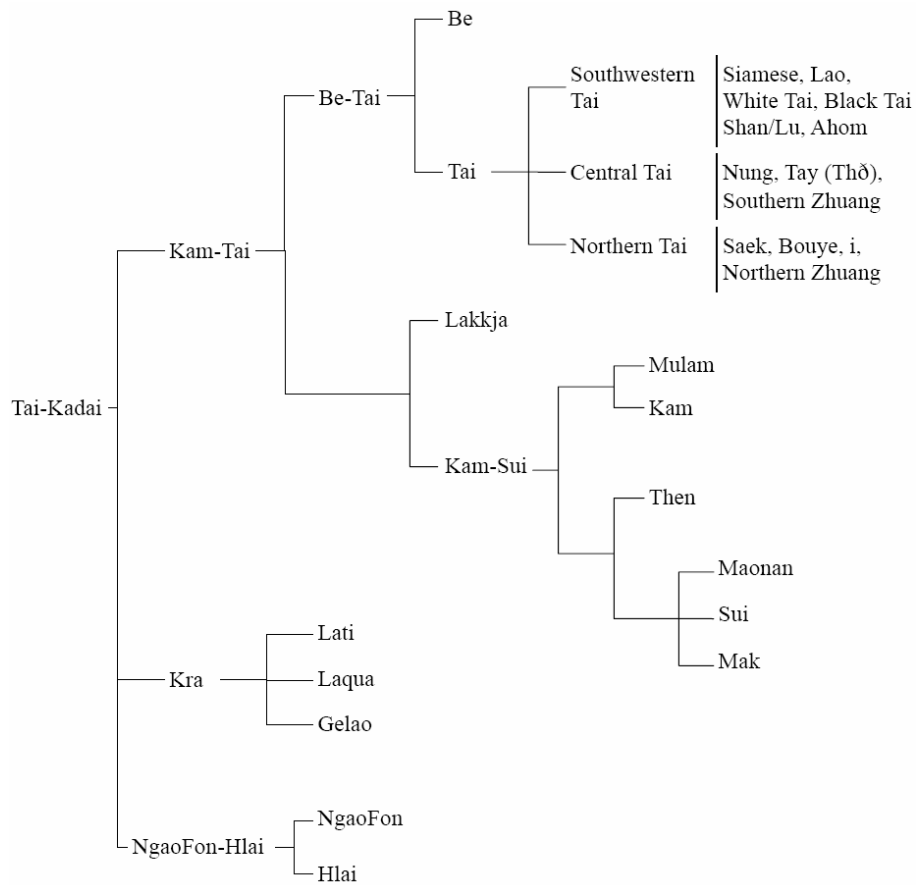 Be
Southwestern
Tai
Siamese, Lao,
White Tai, Black Tai
Shan/Lu, Ahom
Be-Tai
Tai
Central Tai
Nung, Tay (Thð),
Southern Zhuang
Kam-Tai
Northern Tai
Saek, Bouye, i,
Northern Zhuang
Lakkja
Mulam
Tai-Kadai
Kam
Kam-Sui
Then
Maonan
Sui
Mak
Lati
Kra
Laqua
Gelao
NgaoFon
NgaoFon-Hlai
Hlai